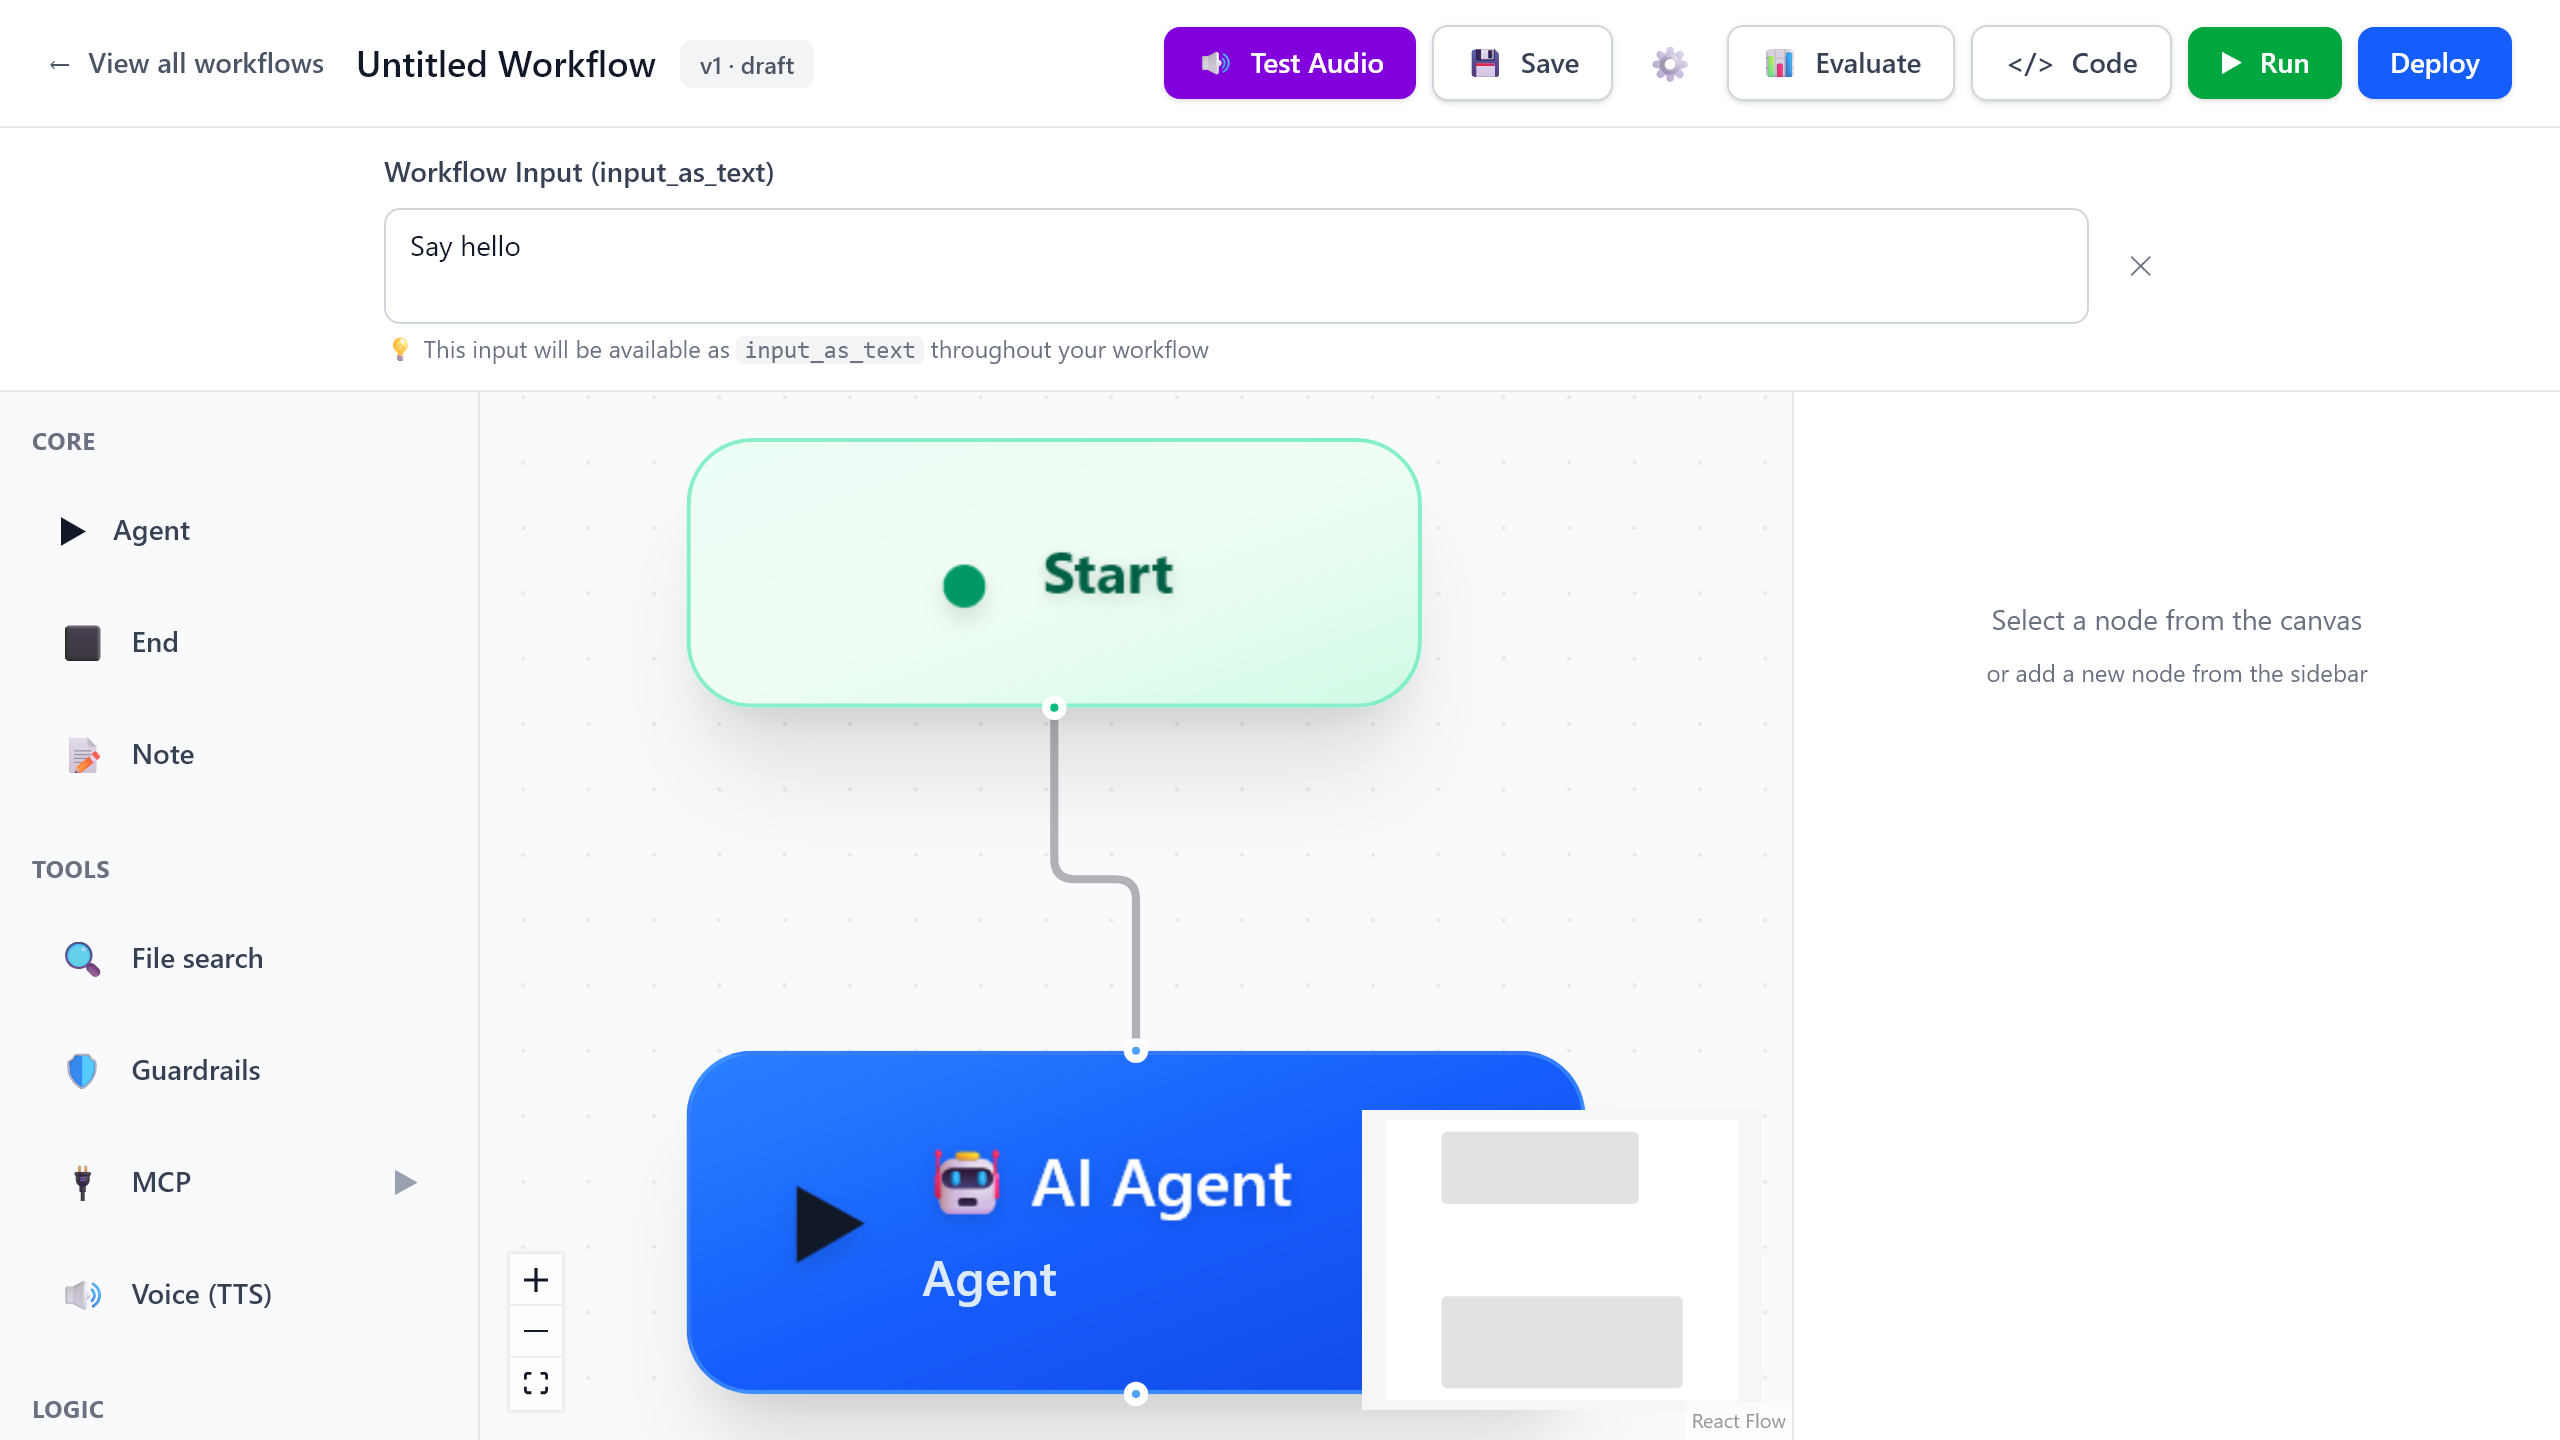 ← View all workflows
Untitled Workflow
v1 · draft
Test Audio
Save
Evaluate
</> Code
Run
Deploy
Workflow Input (input_as_text)
Say hello
This input will be available as input_as_text throughout your workflow
CORE
Agent
End
Note
TOOLS
File search
Guardrails
MCP
Voice (TTS)
LOGIC
Start
AI Agent
Agent
React Flow
Select a node from the canvas
or add a new node from the sidebar